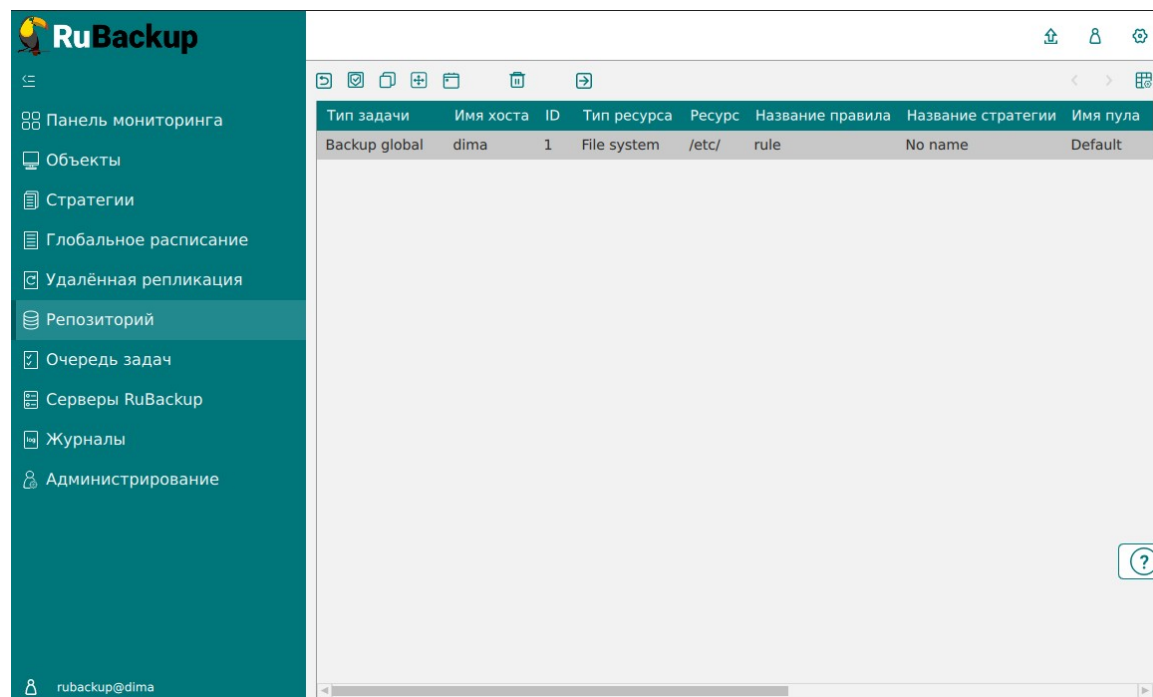 RuBackup
Панель мониторинга
Объекты
Стратегии
Глобальное расписание
Удалённая репликация
Репозиторий
Очередь задач
Серверы RuBackup
Журналы
Администрирование
rubackup@dima
Тип задачи Имя хоста ID Тип ресурса Ресурс Название правила Название стратегии Имя пула
Backup global dima 1 File system /etc/ rule No name Default
?